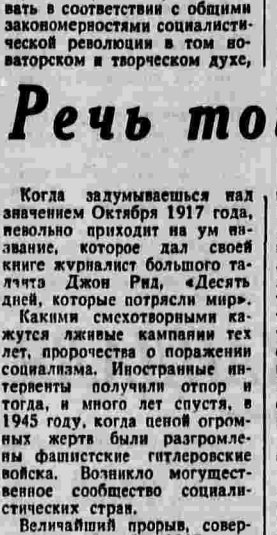 вать в соответствии с общими
закономерностями социалисти-
ческой революции в том но-
ваторском и творческом духе,
Речь то
Когда задумываешься над
значением Октября 1917 года,
невольно приходит на ум на-
звание, которое дал своей
книге журналист большого та-
ланта Джон Рид, «Десять
дней, которые потрясли мир».
Какими смехотворными ка-
жутся лживые кампании тех
лет, пророчества о поражении
социализма. Иностранные ин-
тервенты получили отпор и
тогда, и много лет спустя, в
1945 году, когда ценой огром-
ных жертв были разгромле-
ны фашистские гитлеровские
войска. Возникло могущест-
венное сообщество социали-
стических стран.
Величайший прорыв, совер-